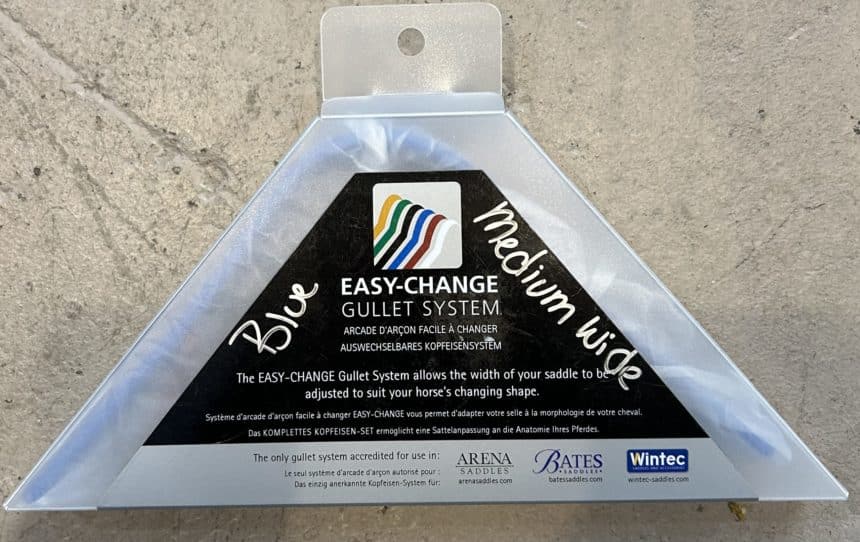 EASY-CHANGE
GULLET SYSTEM
ARCADE D'ARÇON FACILE À CHANGER
AUSWECHSELBARES KOPFEISENSYSTEM
Blue
Medium Wide
The EASY-CHANGE Gullet System allows the width of your saddle to be
adjusted to suit your horse's changing shape.
Système d'arcade d'arçon facile à changer EASY-CHANGE vous permet d'adapter votre selle à la morphologie de votre cheval.
Das KOMPLETTES KOPFEISEN-SET ermöglicht eine Sattelanpassung an die Anatomie Ihres Pferdes.
The only gullet system accredited for use in:
Le seul système d'arcade d'arçon autorisé pour :
Das einzig anerkannte Kopfeisen-System für:
ARENA
SADDLES
arenasaddles.com
BATES
SADDLES
batessaddles.com
Wintec
wintec-saddles.com